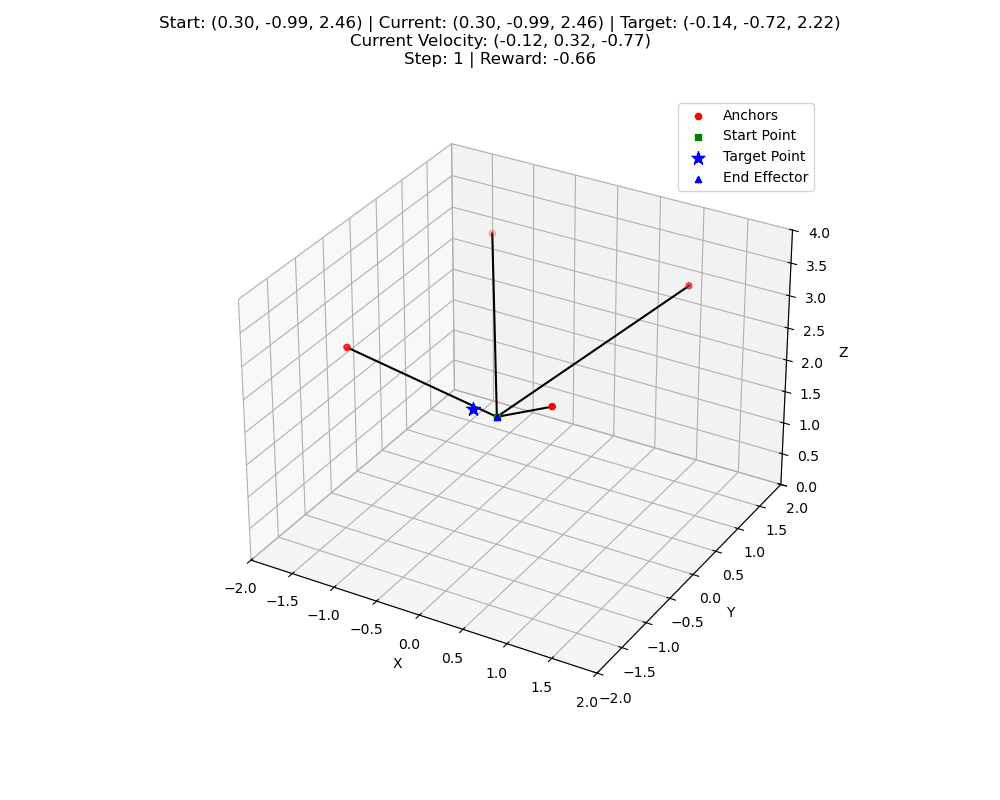 Start: (0.30, -0.99, 2.46) | Current: (0.30, -0.99, 2.46) | Target: (-0.14, -0.72, 2.22)
Current Velocity: (-0.12, 0.32, -0.77)
Step: 1 | Reward: -0.66
Anchors
Start Point
Target Point
End Effector
4.0
3.5
3.0
2.5
2.0
1.5
1.0
0.5
0.0
Z
2.0
1.5
1.0
0.5
0.0
−0.5
−1.0
−1.5
−2.0
Y
−2.0
−1.5
−1.0
−0.5
0.0
0.5
1.0
1.5
2.0
X